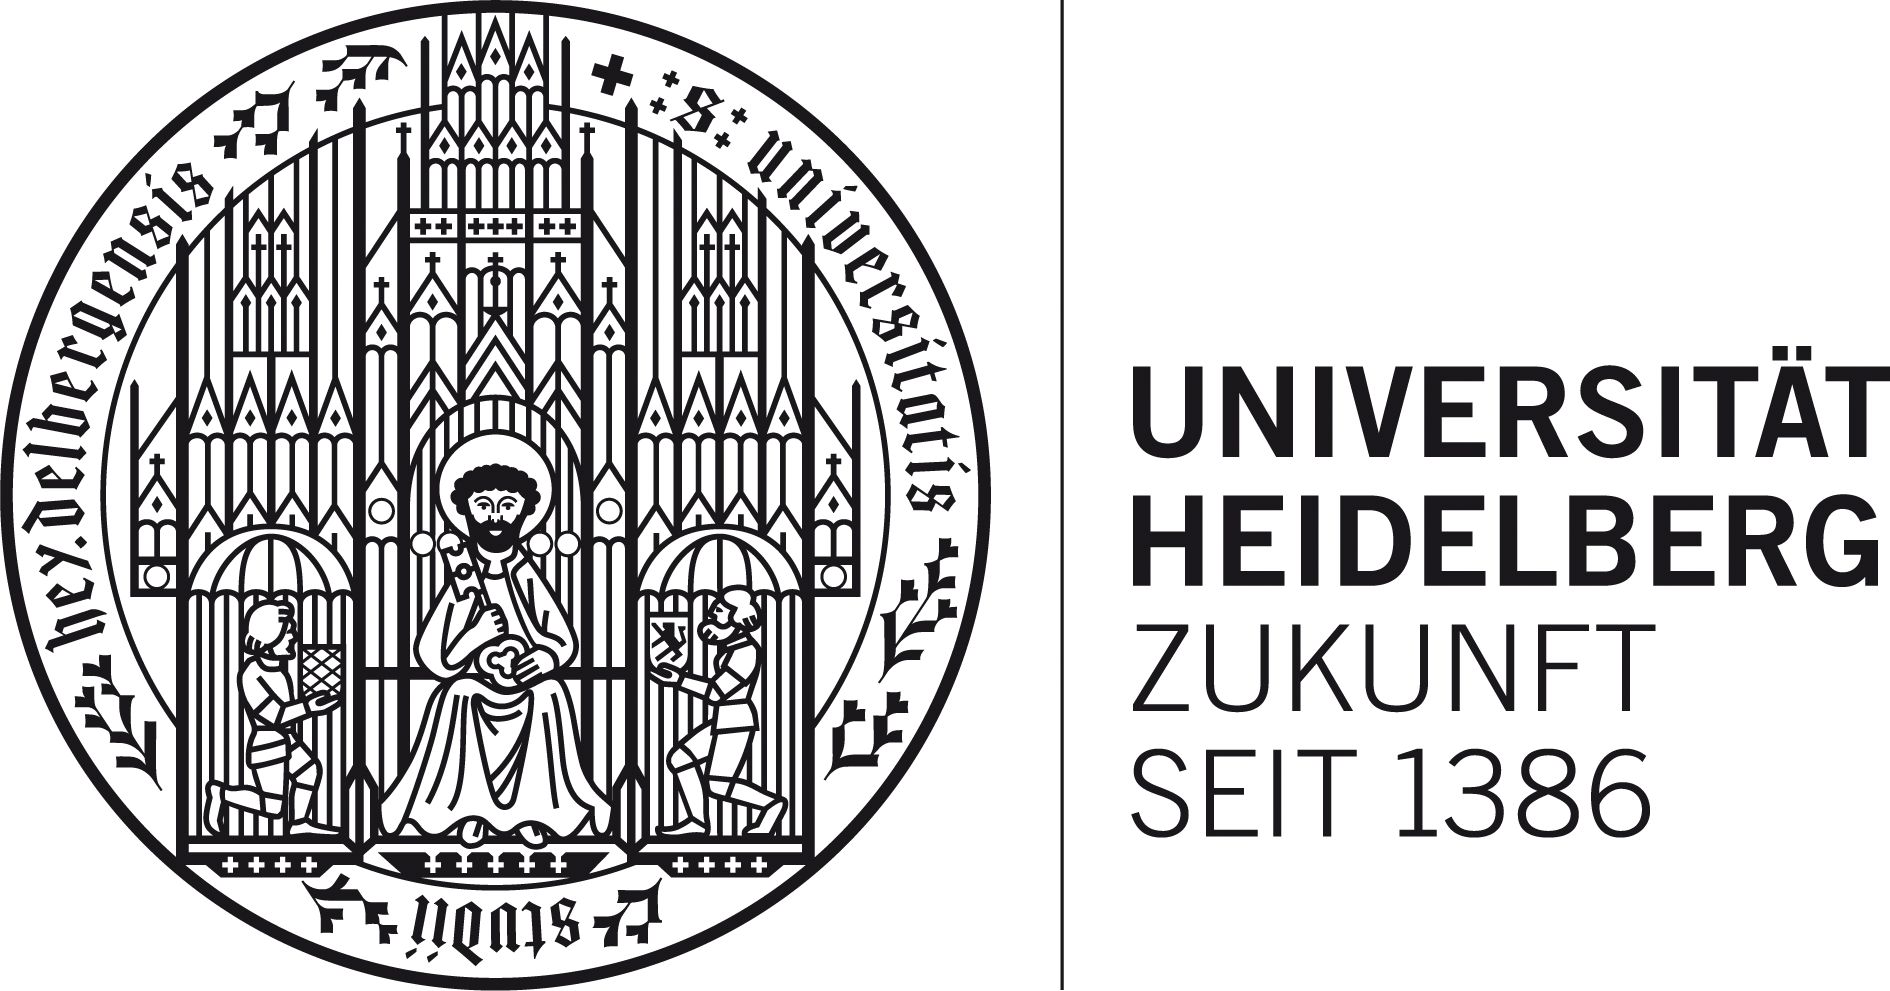 :s: universitatis
studii
heydelbergensis
UNIVERSITÄT
HEIDELBERG
ZUKUNFT
SEIT 1386